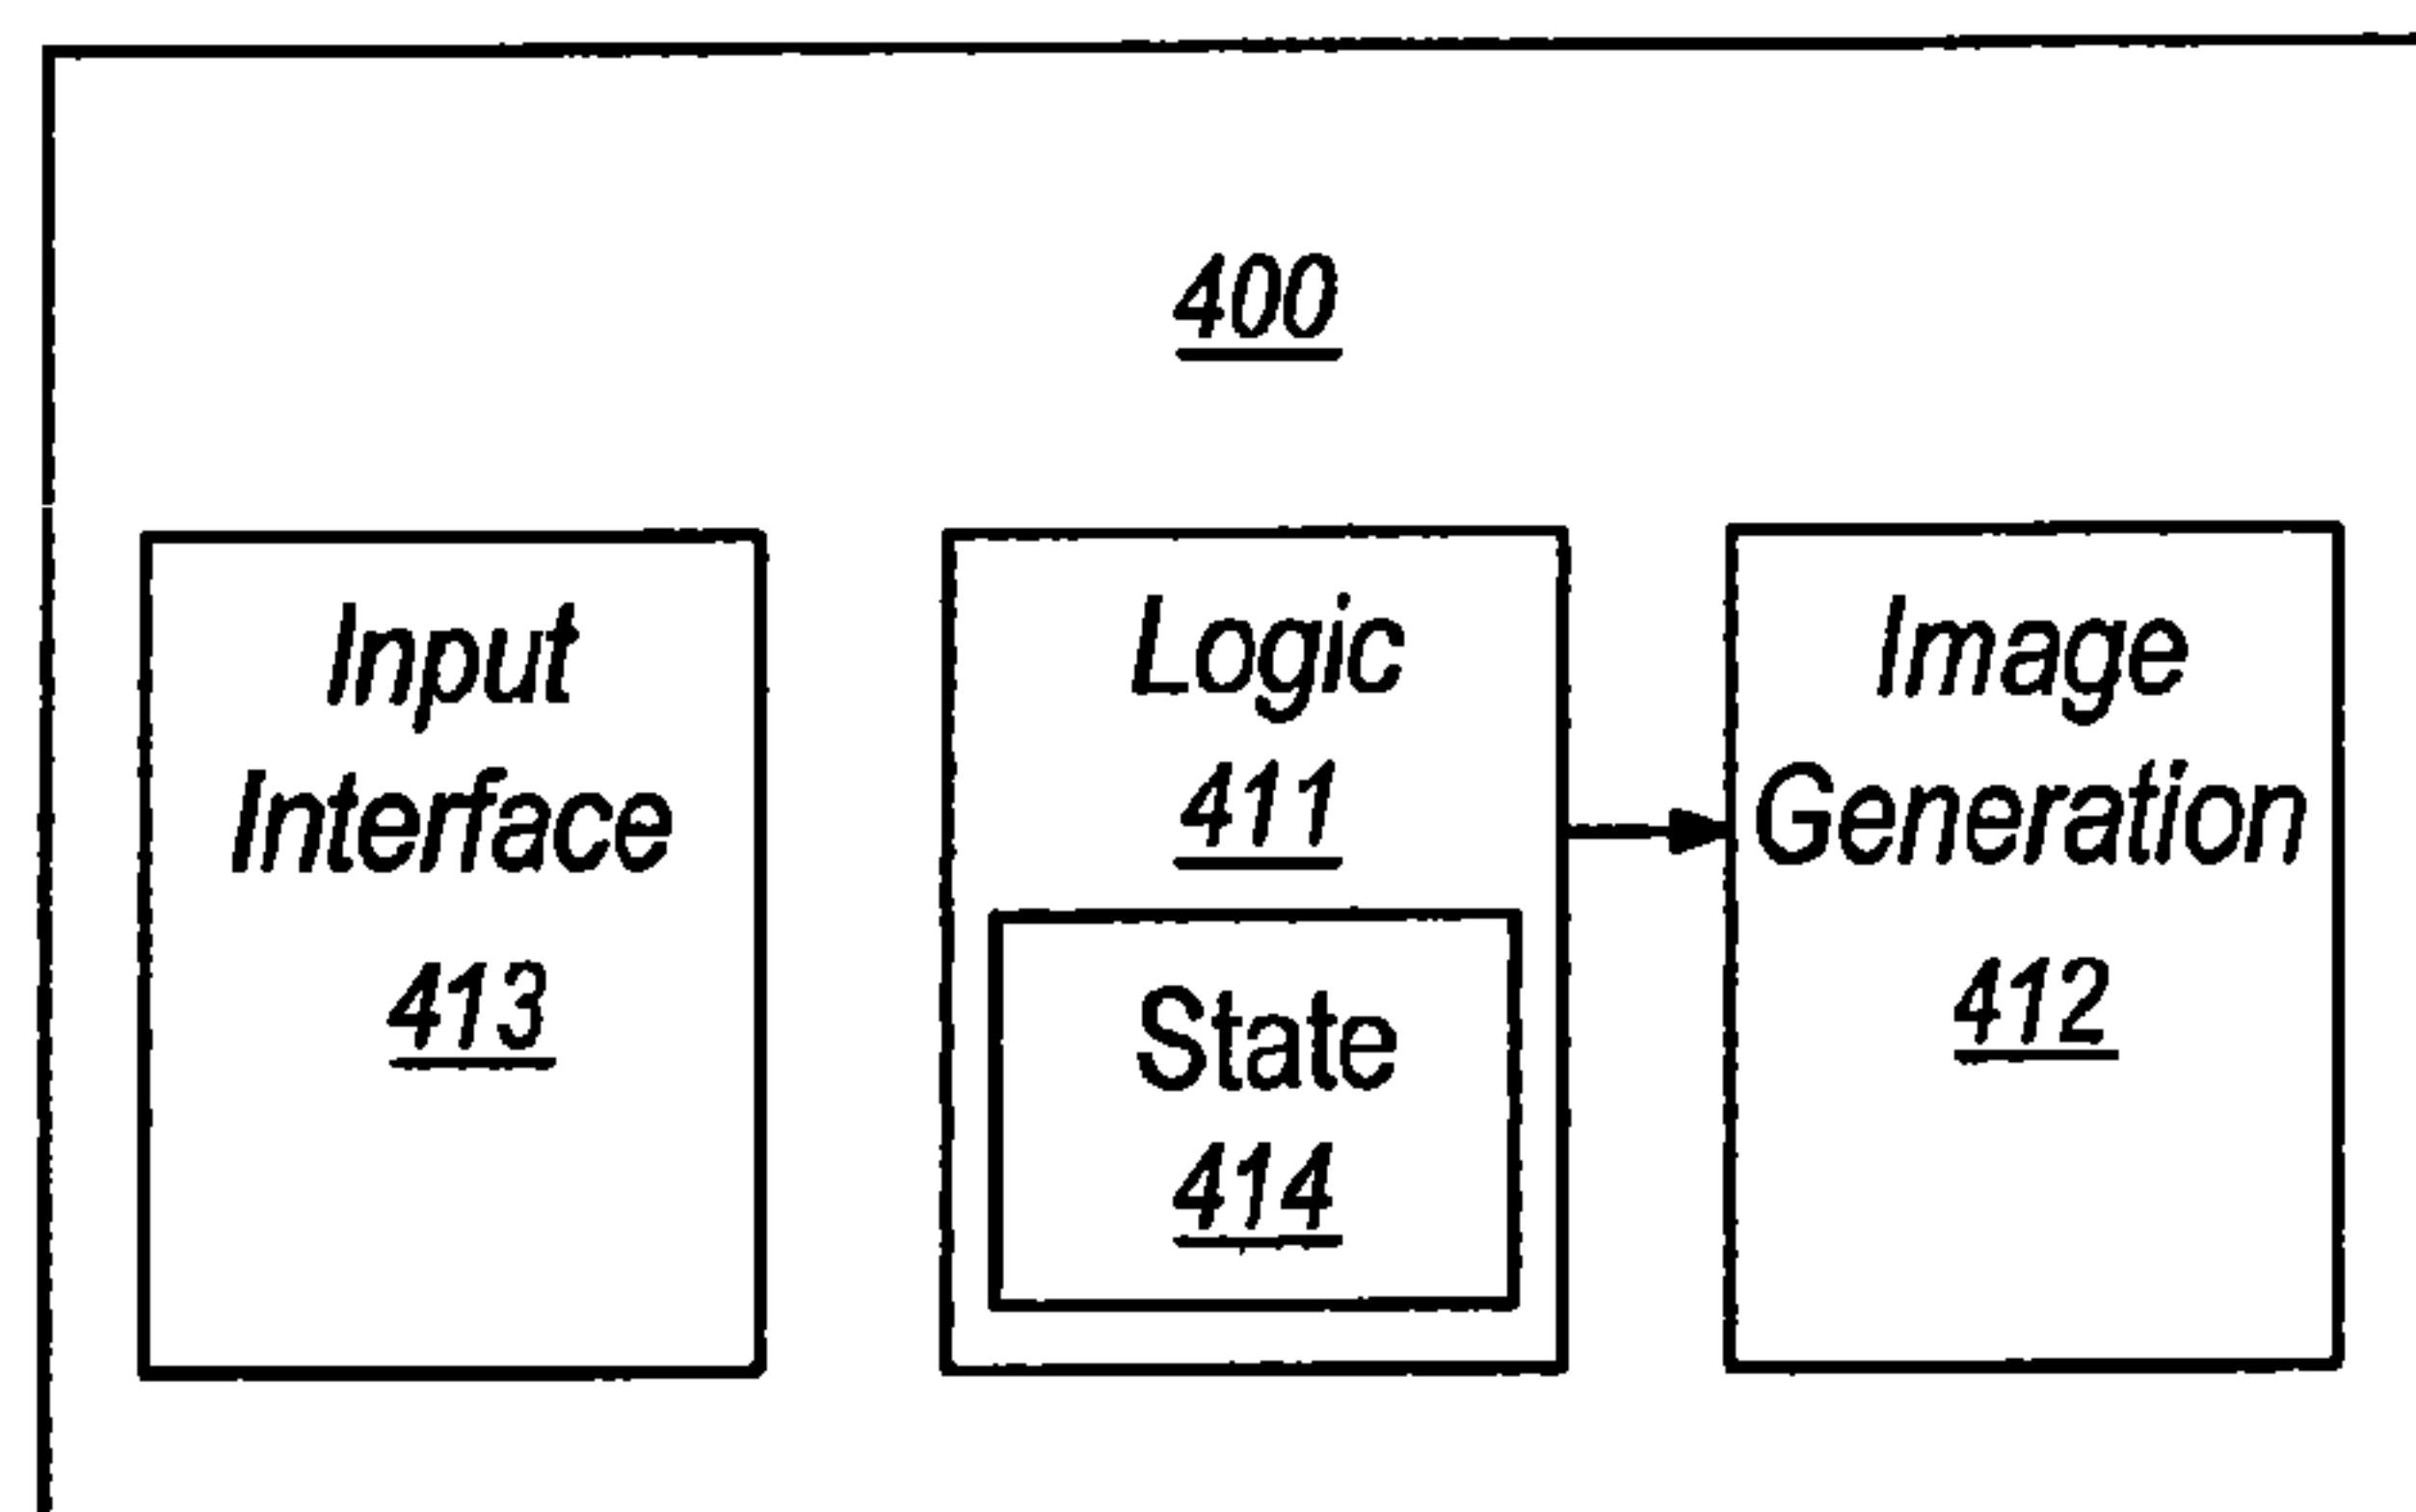 400
Input
Interface
413
Logic
411
State
414
Image
Generation
412